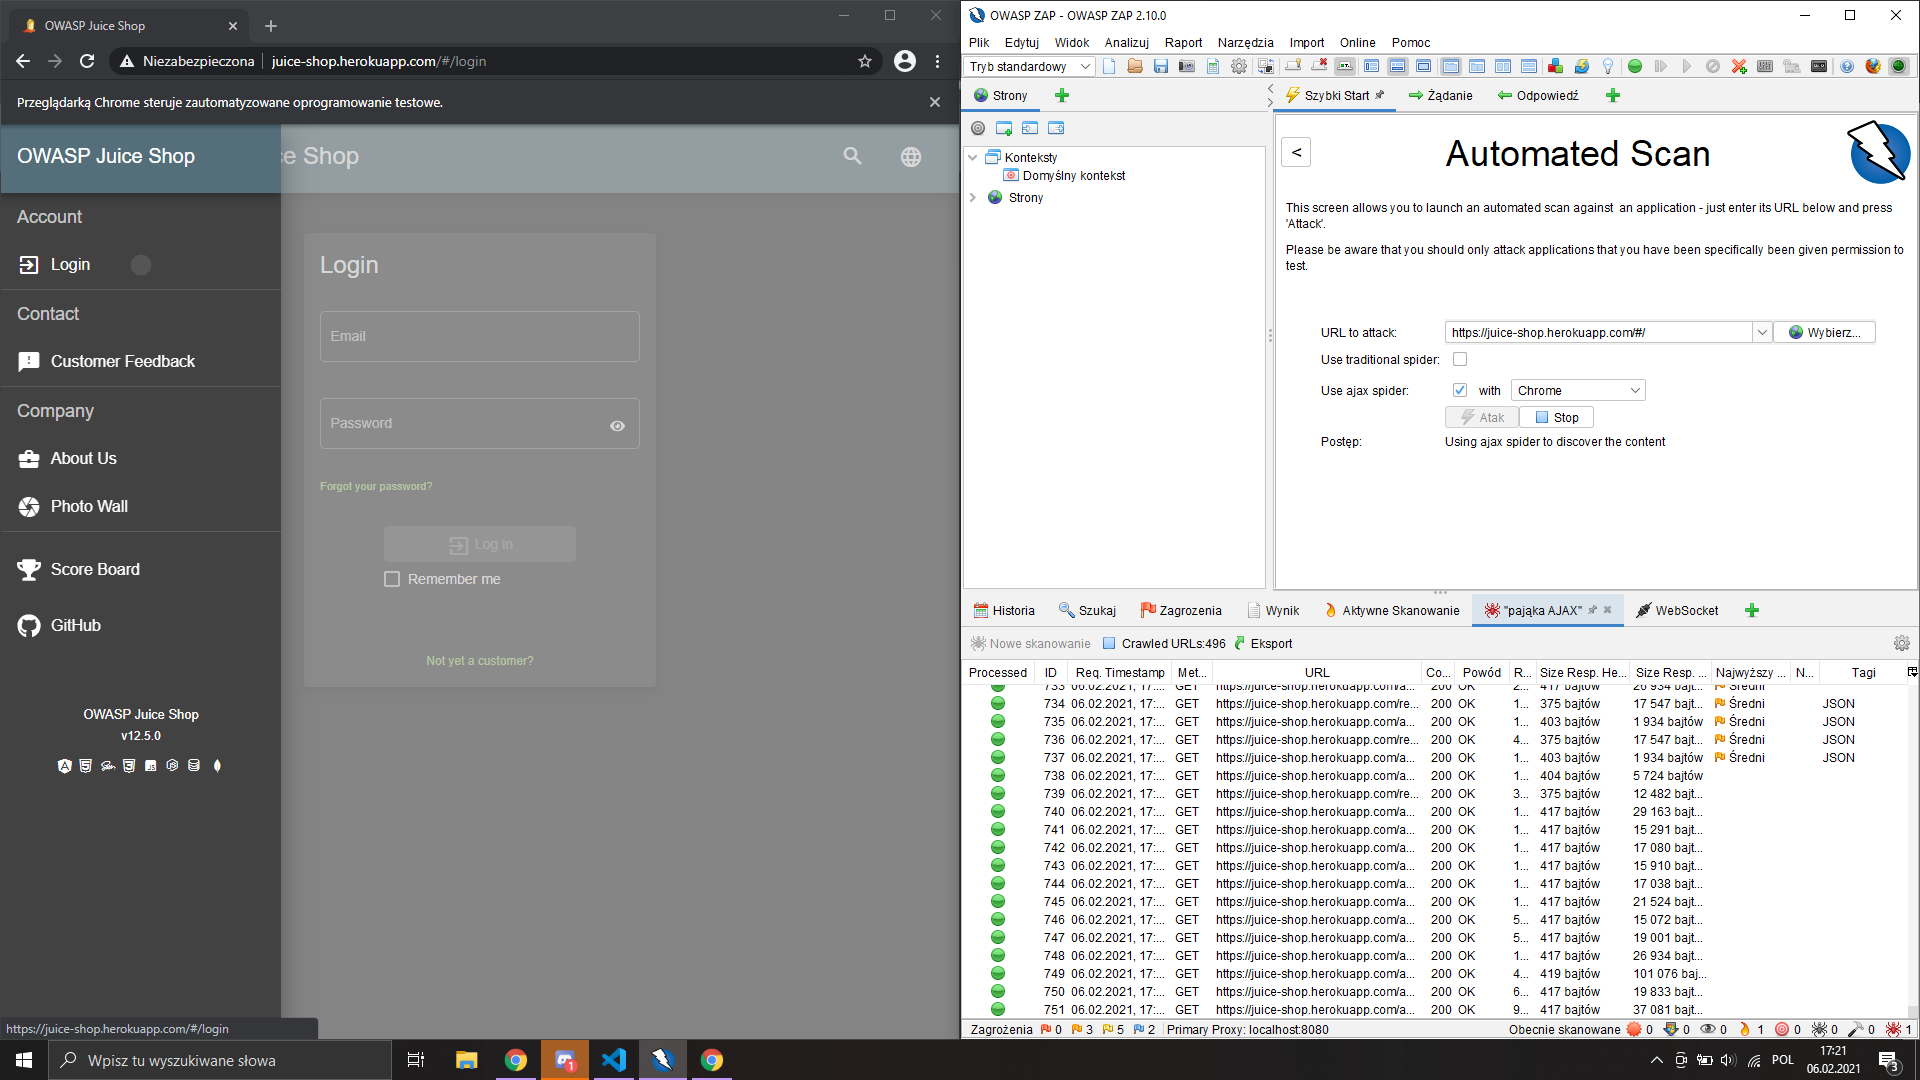 OWASP Juice Shop
Niezabezpieczona juice-shop.herokuapp.com/#/login
Przeglądarką Chrome steruje zautomatyzowane oprogramowanie testowe.
OWASP Juice Shop
ce Shop
Account
Login
Contact
Customer Feedback
Company
About Us
Photo Wall
Score Board
GitHub
OWASP Juice Shop
v12.5.0
Login
Email
Password
Forgot your password?
Log in
Remember me
Not yet a customer?
https://juice-shop.herokuapp.com/#/login
OWASP ZAP - OWASP ZAP 2.10.0
Plik Edytuj Widok Analizuj Raport Narzędzia Import Online Pomoc
Tryb standardowy
Strony
Szybki Start Żądanie Odpowiedź
Konteksty
Domyślny kontekst
Strony
<
Automated Scan
This screen allows you to launch an automated scan against an application - just enter its URL below and press
'Attack'.
Please be aware that you should only attack applications that you have been specifically been given permission to
test.
URL to attack: https://juice-shop.herokuapp.com/#/ Wybierz...
Use traditional spider:
Use ajax spider: with Chrome
Atak Stop
Postęp: Using ajax spider to discover the content
Historia Szukaj Zagrozenia Wynik Aktywne Skanowanie "pająka AJAX" WebSocket
Nowe skanowanie Crawled URLs:496 Eksport
Processed ID Req. Timestamp Met... URL Co... Powód R... Size Resp. He... Size Resp. ... Najwyższy ... N... Tagi
733 06.02.2021, 17:... GET https://juice-shop.herokuapp.com/a... 200 OK 2... 417 bajtów 26 934 bajt... Średni
734 06.02.2021, 17:... GET https://juice-shop.herokuapp.com/re... 200 OK 1... 375 bajtów 17 547 bajt... Średni JSON
735 06.02.2021, 17:... GET https://juice-shop.herokuapp.com/a... 200 OK 1... 403 bajtów 1 934 bajtów Średni JSON
736 06.02.2021, 17:... GET https://juice-shop.herokuapp.com/re... 200 OK 4... 375 bajtów 17 547 bajt... Średni JSON
737 06.02.2021, 17:... GET https://juice-shop.herokuapp.com/a... 200 OK 1... 403 bajtów 1 934 bajtów Średni JSON
738 06.02.2021, 17:... GET https://juice-shop.herokuapp.com/a... 200 OK 1... 404 bajtów 5 724 bajtów
739 06.02.2021, 17:... GET https://juice-shop.herokuapp.com/re... 200 OK 3... 375 bajtów 12 482 bajt...
740 06.02.2021, 17:... GET https://juice-shop.herokuapp.com/a... 200 OK 1... 417 bajtów 29 163 bajt...
741 06.02.2021, 17:... GET https://juice-shop.herokuapp.com/a... 200 OK 1... 417 bajtów 15 291 bajt...
742 06.02.2021, 17:... GET https://juice-shop.herokuapp.com/a... 200 OK 1... 417 bajtów 17 080 bajt...
743 06.02.2021, 17:... GET https://juice-shop.herokuapp.com/a... 200 OK 1... 417 bajtów 15 910 bajt...
744 06.02.2021, 17:... GET https://juice-shop.herokuapp.com/a... 200 OK 1... 417 bajtów 17 038 bajt...
745 06.02.2021, 17:... GET https://juice-shop.herokuapp.com/a... 200 OK 1... 417 bajtów 21 524 bajt...
746 06.02.2021, 17:... GET https://juice-shop.herokuapp.com/a... 200 OK 5... 417 bajtów 15 072 bajt...
747 06.02.2021, 17:... GET https://juice-shop.herokuapp.com/a... 200 OK 5... 417 bajtów 19 001 bajt...
748 06.02.2021, 17:... GET https://juice-shop.herokuapp.com/a... 200 OK 1... 417 bajtów 26 934 bajt...
749 06.02.2021, 17:... GET https://juice-shop.herokuapp.com/a... 200 OK 4... 419 bajtów 101 076 baj...
750 06.02.2021, 17:... GET https://juice-shop.herokuapp.com/a... 200 OK 6... 417 bajtów 19 833 bajt...
751 06.02.2021, 17:... GET https://juice-shop.herokuapp.com/a... 200 OK 9... 417 bajtów 37 081 bajt...
Zagrożenia 0 3 5 2 Primary Proxy: localhost:8080 Obecnie skanowane 0 0 0 1 0 0 0 1
Wpisz tu wyszukiwane słowa
1
POL
17:21
06.02.2021
3